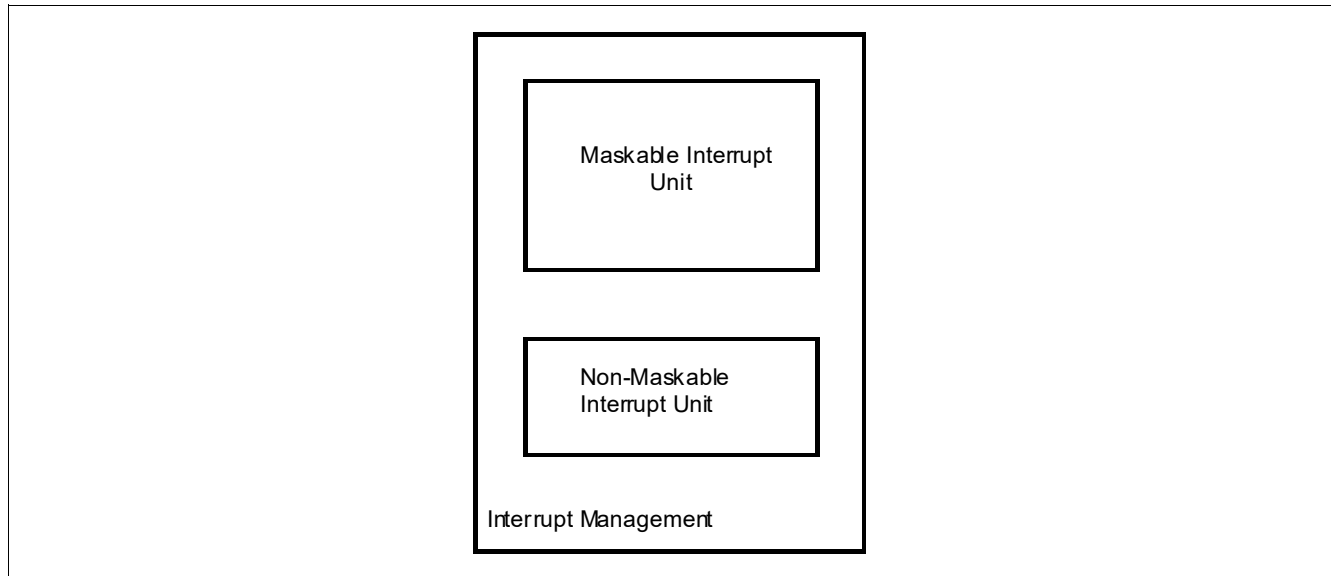 Maskable Interrupt
Unit
Non-Maskable
Interrupt Unit
Interrupt Management